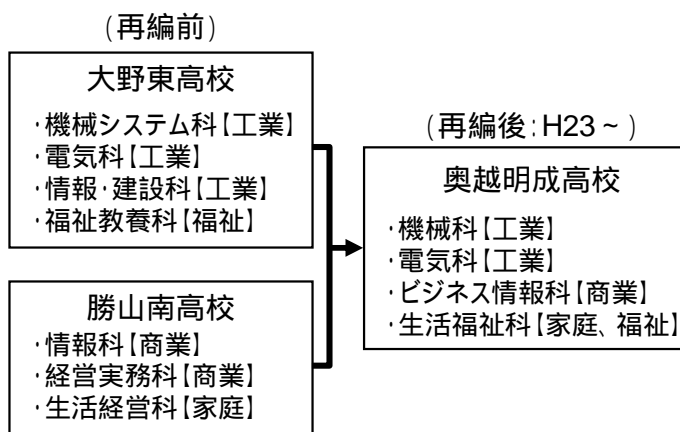 (再編前)
大野東高校
・機械システム科【工業】
・電気科【工業】
・情報・建設科【工業】
・福祉教養科【福祉】
勝山南高校
・情報科【商業】
・経営実務科【商業】
・生活経営科【家庭】
(再編後:H23~)
奥越明成高校
・機械科【工業】
・電気科【工業】
・ビジネス情報科【商業】
・生活福祉科【家庭、福祉】